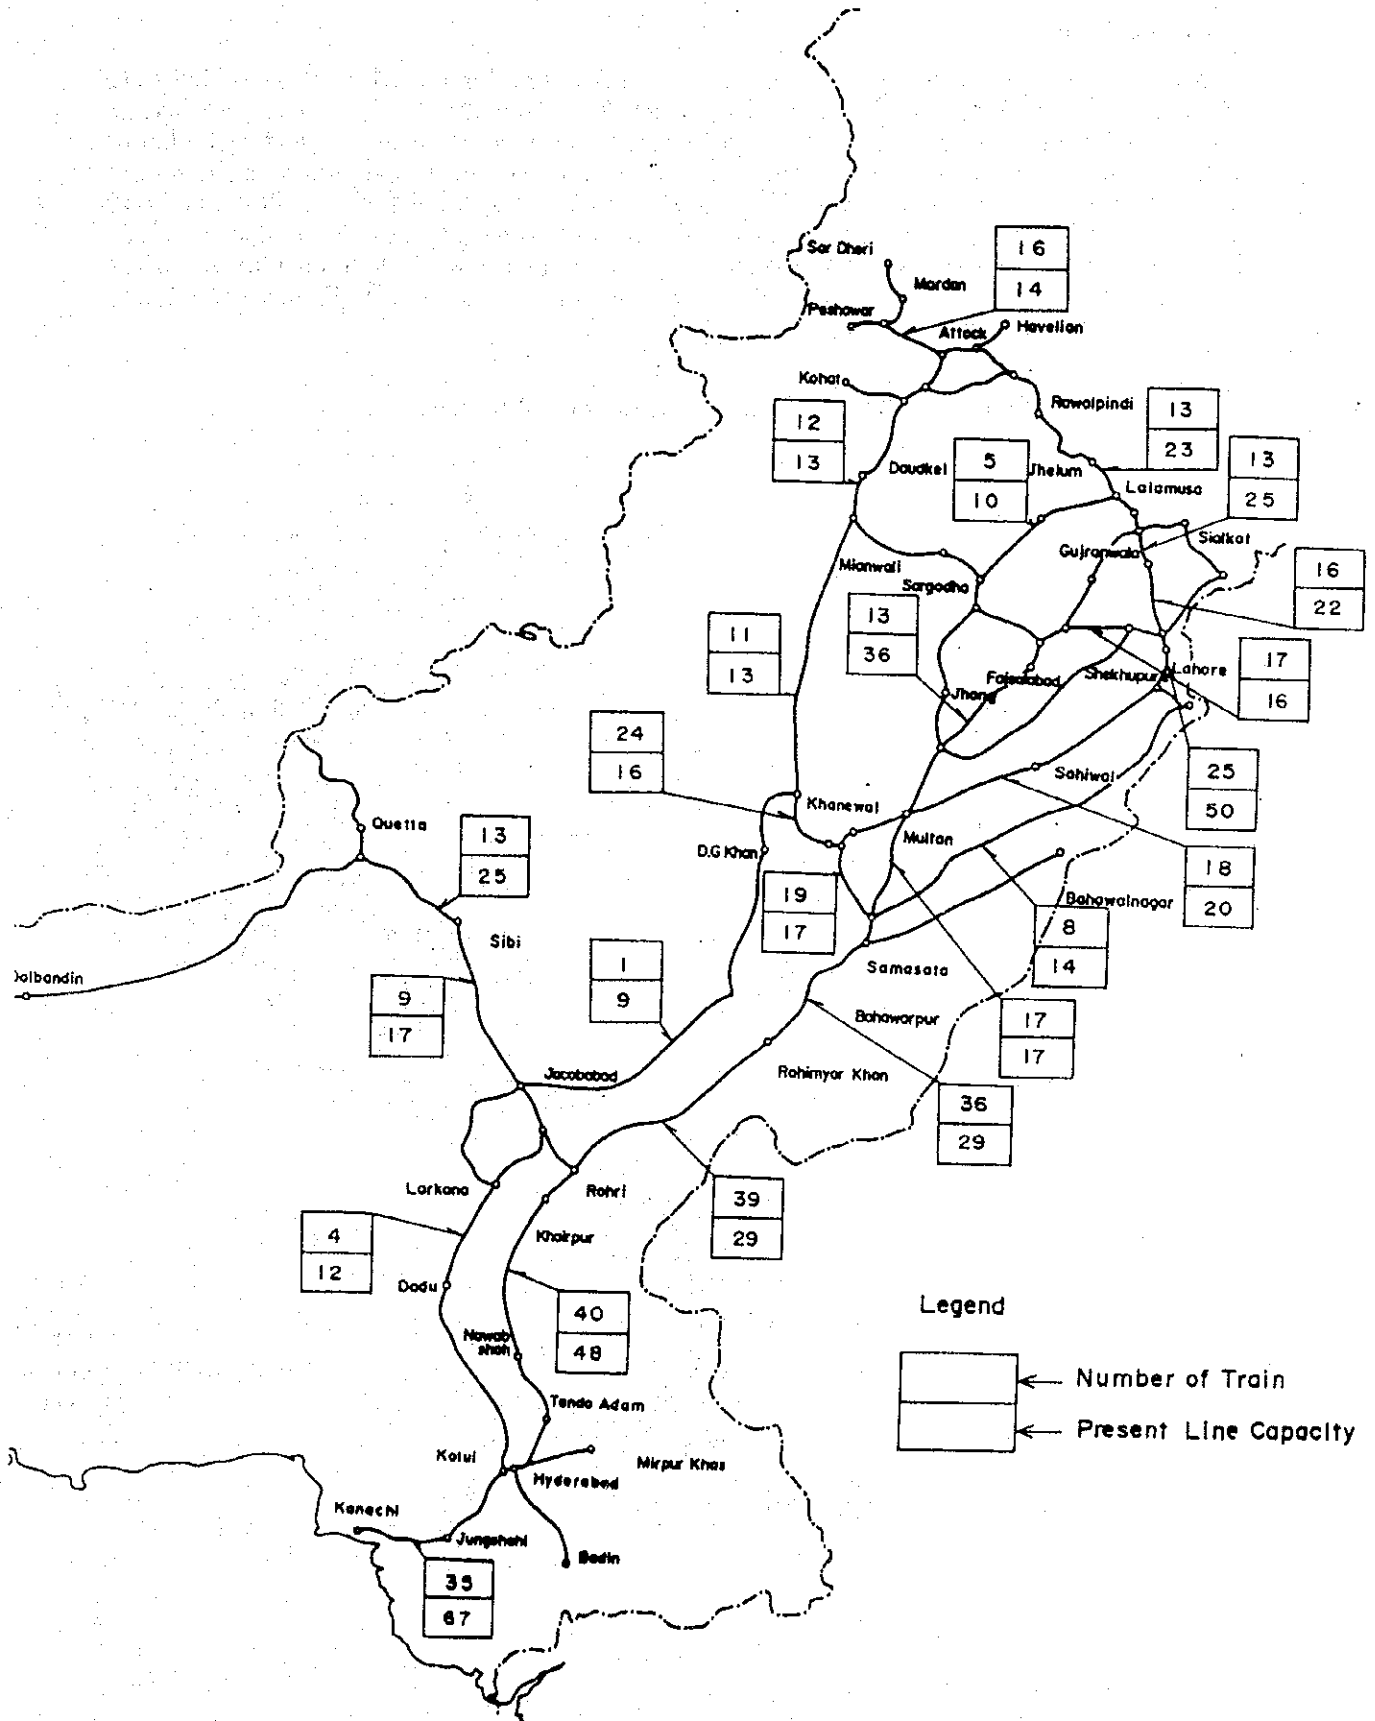 Sar Dheri
16
14
Mardan
Peshawar
Attock
Havelian
Kohat
Rawalpindi
12
13
13
23
Daudkel
5
10
Jhelum
13
25
Lalamusa
Gujranwala
Sialkot
Mianwali
Sargodha
16
22
13
36
11
13
Faisalabad
Shekhupur
Lahore
17
16
Jhang
24
16
Sahiwal
25
50
Khanewal
Quetta
13
25
Multan
D.G Khan
18
20
19
17
Bahawalnagar
8
14
Sibi
1
9
Samasata
albandin
9
17
Bahaworpur
17
17
Jacobabad
Rahimyar Khan
36
29
Larkana
Rohri
39
29
4
12
Khairpur
Dadu
40
48
Legend
Nawab
shah
Number of Train
Tando Adam
Present Line Capacity
Kotui
Mirpur Khas
Hyderabad
Karachi
Jungshahi
Badin
35
67